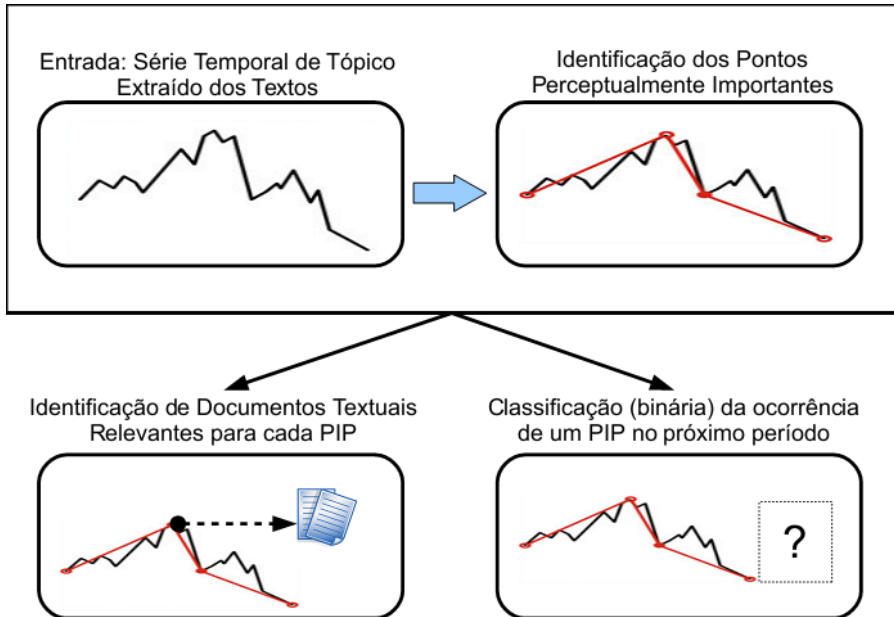 Entrada: Série Temporal de Tópico
Extraído dos Textos
Identificação dos Pontos
Perceptualmente Importantes
Identificação de Documentos Textuais
Relevantes para cada PIP
Classificação (binária) da ocorrência
de um PIP no próximo período
?